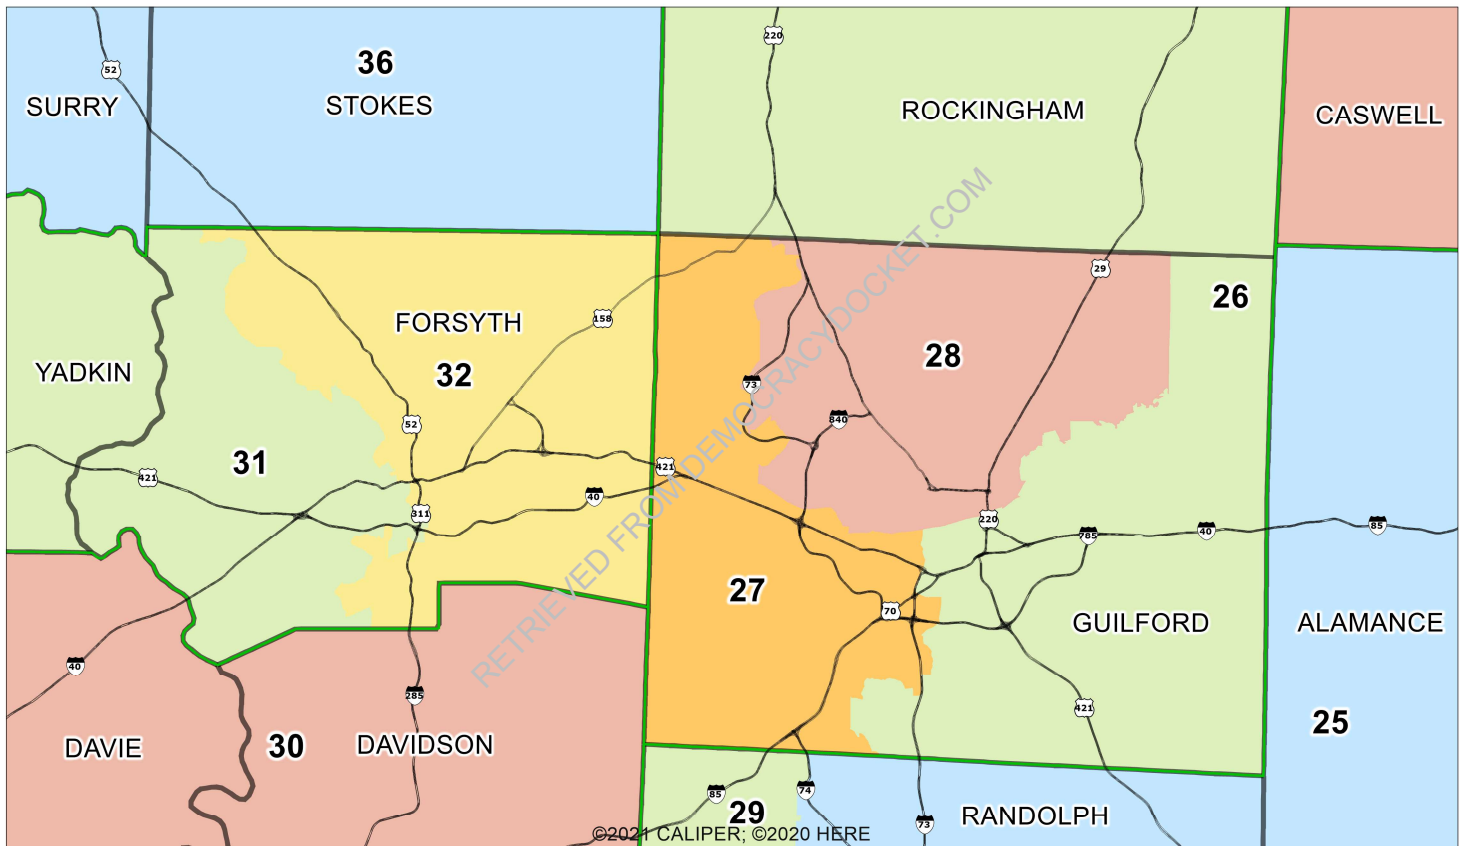 220
36
52
SURRY
STOKES
ROCKINGHAM
CASWELL
29
26
158
FORSYTH
28
YADKIN
32
73
840
52
31
421
421
40
311
220
785
40
85
27
70
GUILFORD
ALAMANCE
40
285
421
25
DAVIE
30
DAVIDSON
85
74
29
RANDOLPH
73
©2021 CALIPER; ©2020 HERE
RETRIEVED FROM DEMOCRACYDOCKET.COM